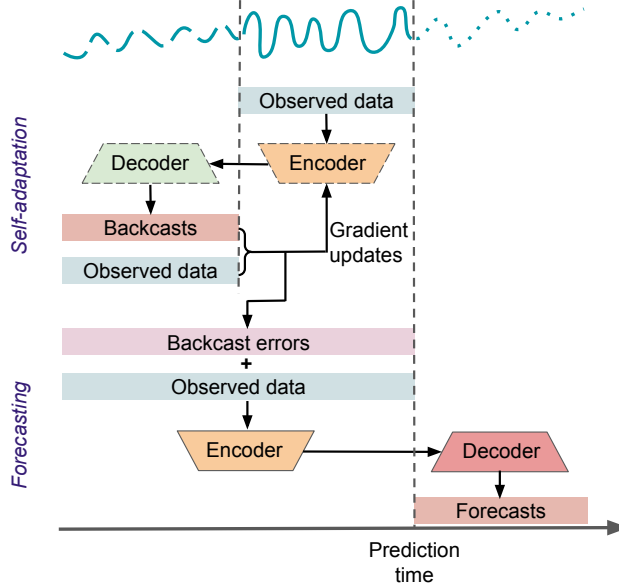 Self-adaptation
Observed data
Decoder
Encoder
Backcasts
Gradient
updates
Observed data
Forecasting
Backcast errors
+
Observed data
Encoder
Decoder
Forecasts
Prediction
time